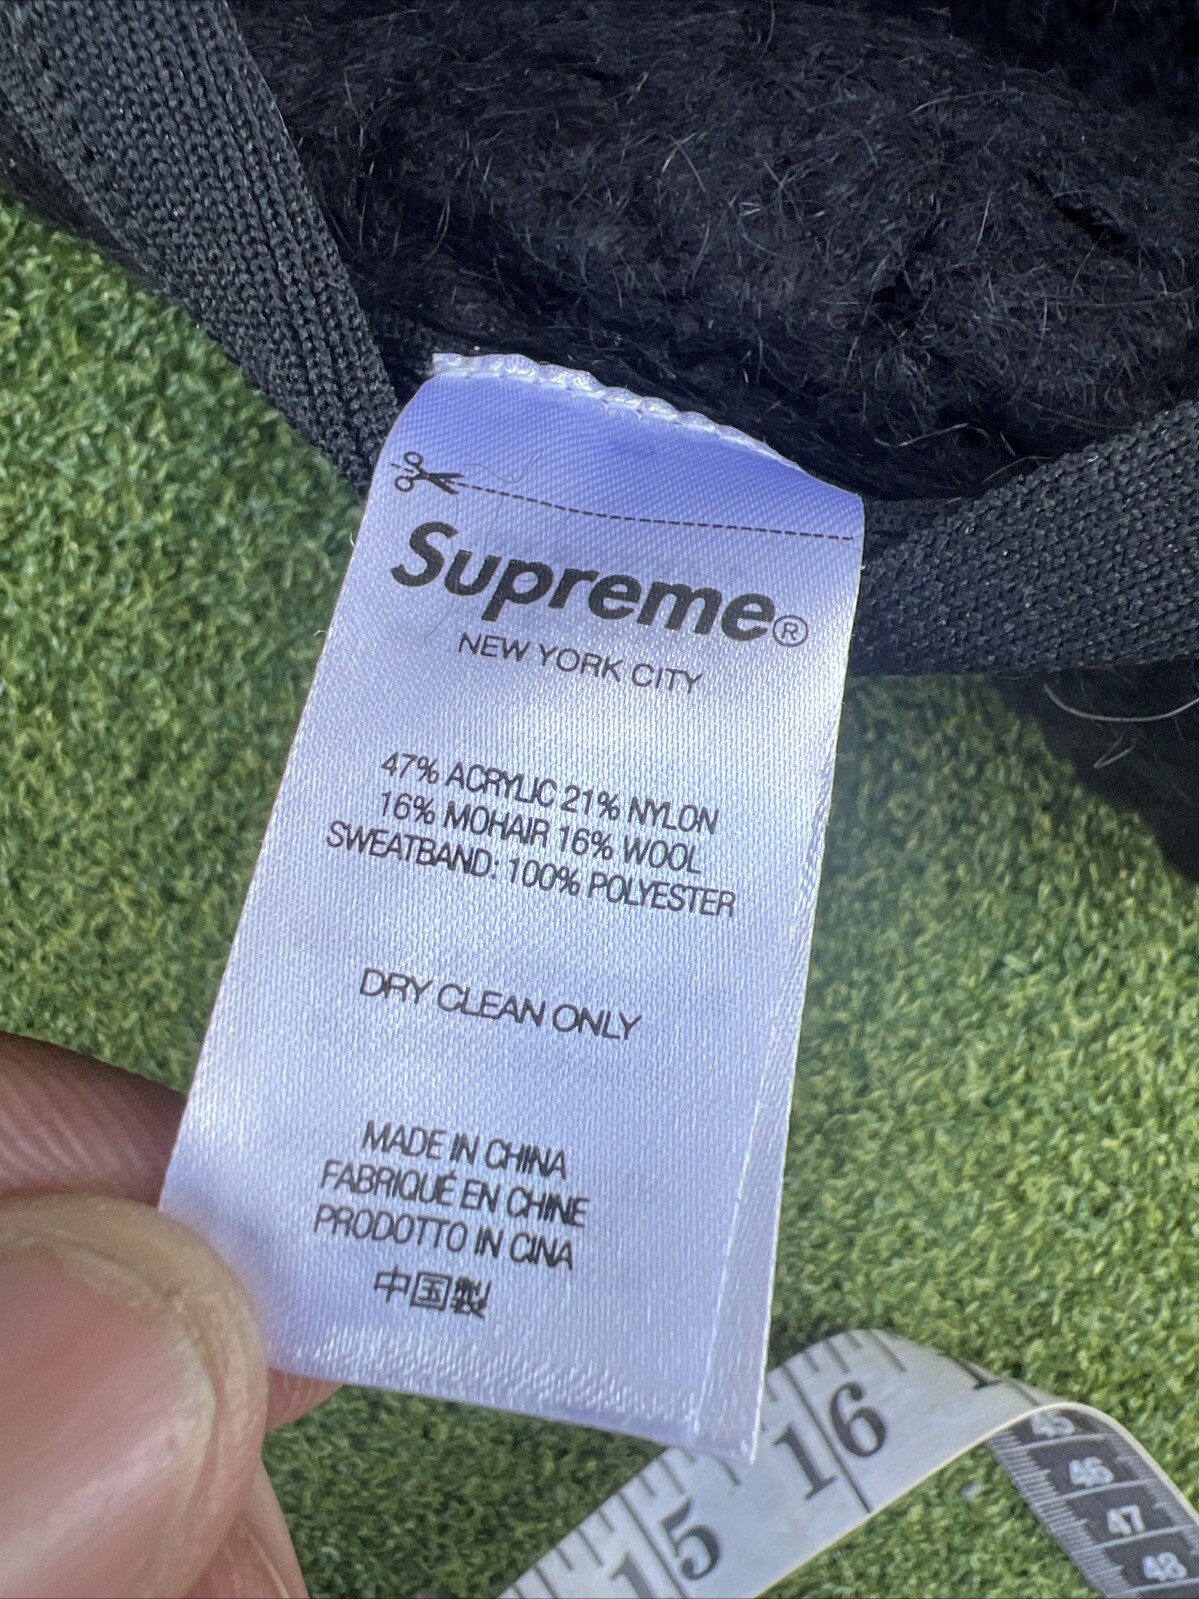 Supreme®
NEW YORK CITY
47% ACRYLIC 21% NYLON
16% MOHAIR 16% WOOL
SWEATBAND: 100% POLYESTER
DRY CLEAN ONLY
MADE IN CHINA
FABRIQUÉ EN CHINE
PRODOTTO IN CINA
中国製
15
16
45
46
47
48